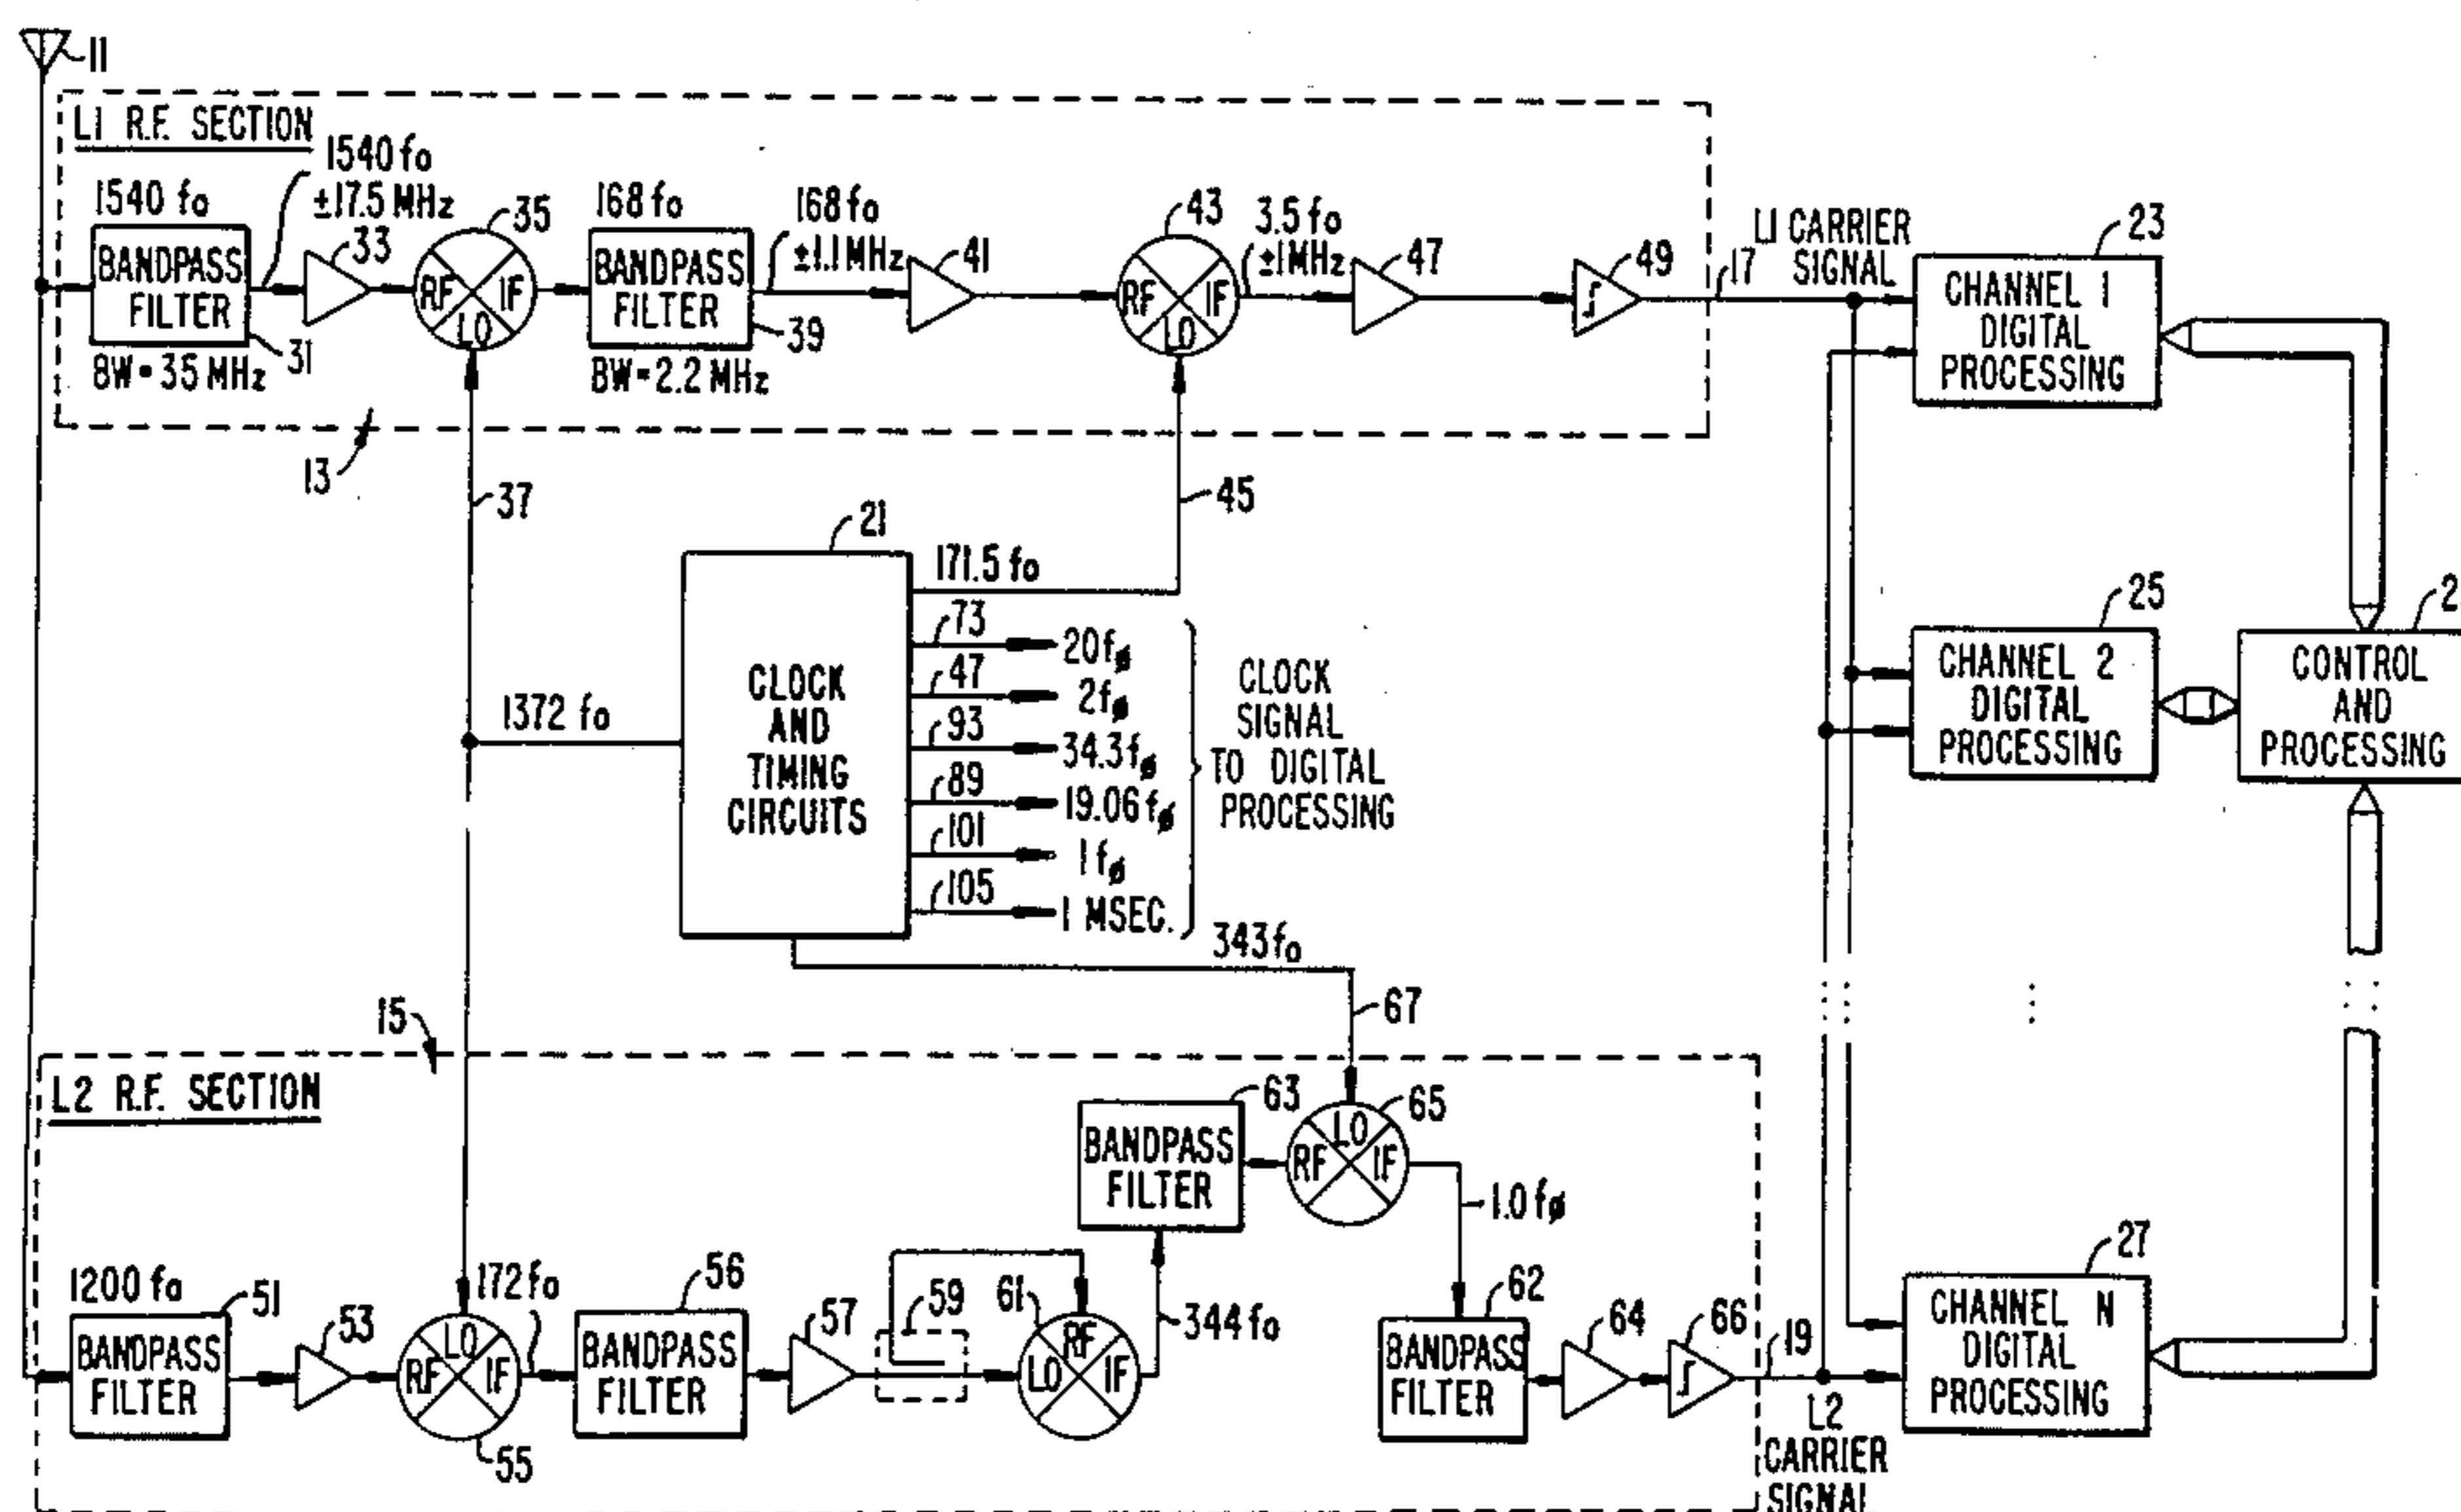 11
L1 R.F. SECTION
1540 fo
1540 fo
±17.5 MHz
BANDPASS
FILTER
31
BW=35 MHz
33
35
RF
IF
LO
168 fo
BANDPASS
FILTER
39
BW=2.2 MHz
168 fo
±1.1 MHz
41
43
RF
IF
LO
3.5 fo
±1 MHz
47
49
17
L1 CARRIER
SIGNAL
23
CHANNEL 1
DIGITAL
PROCESSING
13
37
45
21
CLOCK
AND
TIMING
CIRCUITS
1372 fo
171.5 fo
73
20fø
47
2fø
93
34.3fø
89
19.06fø
101
1fø
105
1 MSEC.
CLOCK
SIGNAL
TO DIGITAL
PROCESSING
25
CHANNEL 2
DIGITAL
PROCESSING
2
CONTROL
AND
PROCESSING
343fo
67
15
L2 R.F. SECTION
63
BANDPASS
FILTER
65
LO
RF
IF
1.0 fø
1200 fo
51
BANDPASS
FILTER
53
LO
RF
IF
55
172 fo
56
BANDPASS
FILTER
57
59
61
RF
LO
IF
344 fo
62
BANDPASS
FILTER
64
66
19
L2
CARRIER
SIGNAL
27
CHANNEL N
DIGITAL
PROCESSING